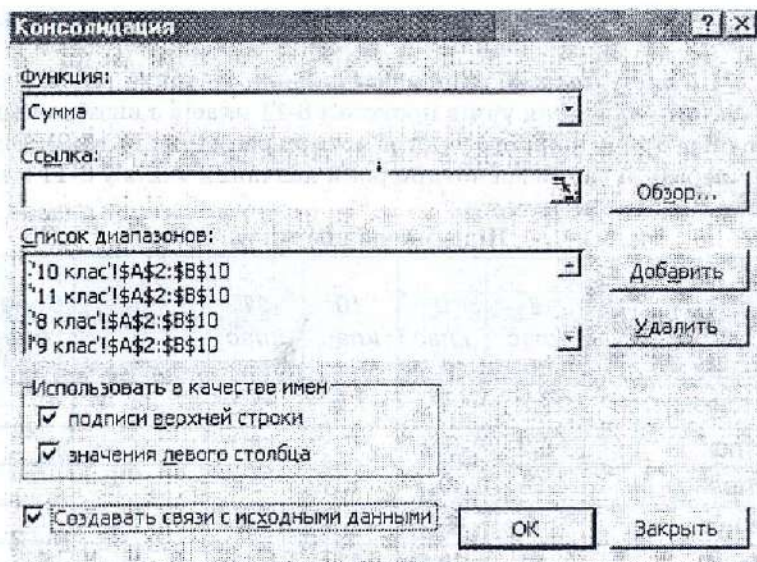 Консолидация
Функция:
Сумма
Ссылка:
Обзор...
Список диапазонов:
'10 клас'!$A$2:$B$10
'11 клас'!$A$2:$B$10
'8 клас'!$A$2:$B$10
'9 клас'!$A$2:$B$10
Добавить
Удалить
Использовать в качестве имен
подписи верхней строки
значения левого столбца
Создавать связи с исходными данными
ОК
Закрыть